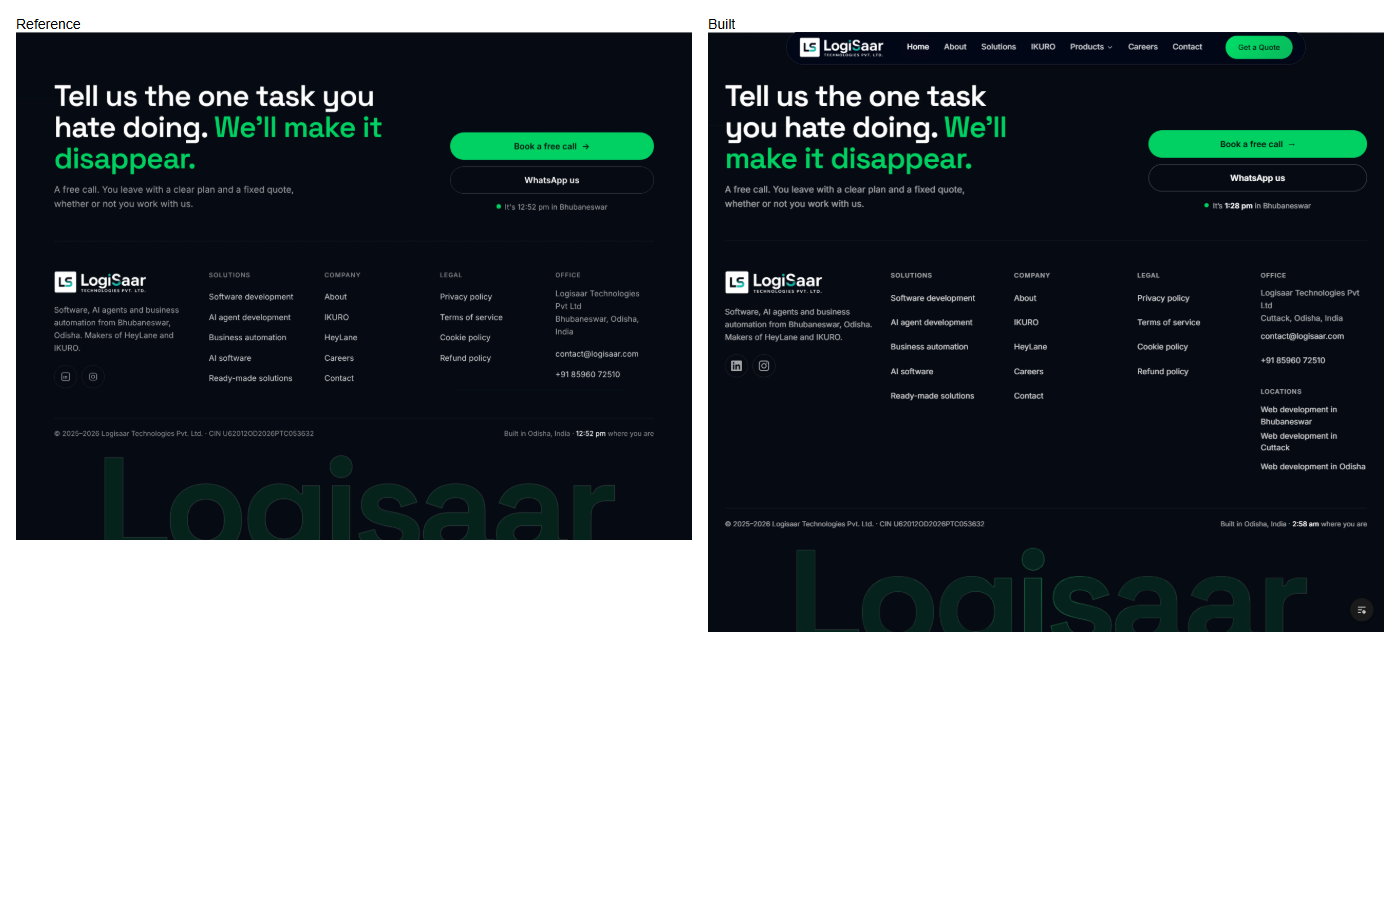 Reference
Tell us the one task you
hate doing. We'll make it
disappear.
A free call. You leave with a clear plan and a fixed quote,
whether or not you work with us.
Book a free call →
WhatsApp us
It's 12:52 pm in Bhubaneswar
LS LogiSaar
TECHNOLOGIES PVT. LTD.
Software, AI agents and business
automation from Bhubaneswar,
Odisha. Makers of HeyLane and
IKURO.
SOLUTIONS
Software development
AI agent development
Business automation
AI software
Ready-made solutions
COMPANY
About
IKURO
HeyLane
Careers
Contact
LEGAL
Privacy policy
Terms of service
Cookie policy
Refund policy
OFFICE
Logisaar Technologies
Pvt Ltd
Bhubaneswar, Odisha,
India
contact@logisaar.com
+91 85960 72510
© 2025–2026 Logisaar Technologies Pvt. Ltd. · CIN U62012OD2026PTC053632
Built in Odisha, India · 12:52 pm where you are
Logisaar
Built
LS LogiSaar
TECHNOLOGIES PVT. LTD.
Home About Solutions IKURO Products Careers Contact Get a Quote
Tell us the one task
you hate doing. We'll
make it disappear.
A free call. You leave with a clear plan and a fixed quote,
whether or not you work with us.
Book a free call →
WhatsApp us
It's 1:28 pm in Bhubaneswar
LS LogiSaar
TECHNOLOGIES PVT. LTD.
Software, AI agents and business
automation from Bhubaneswar, Odisha.
Makers of HeyLane and IKURO.
SOLUTIONS
Software development
AI agent development
Business automation
AI software
Ready-made solutions
COMPANY
About
IKURO
HeyLane
Careers
Contact
LEGAL
Privacy policy
Terms of service
Cookie policy
Refund policy
OFFICE
Logisaar Technologies Pvt
Ltd
Cuttack, Odisha, India
contact@logisaar.com
+91 85960 72510
LOCATIONS
Web development in
Bhubaneswar
Web development in
Cuttack
Web development in Odisha
© 2025–2026 Logisaar Technologies Pvt. Ltd. · CIN U62012OD2026PTC053632
Built in Odisha, India · 2:58 am where you are
Logisaar